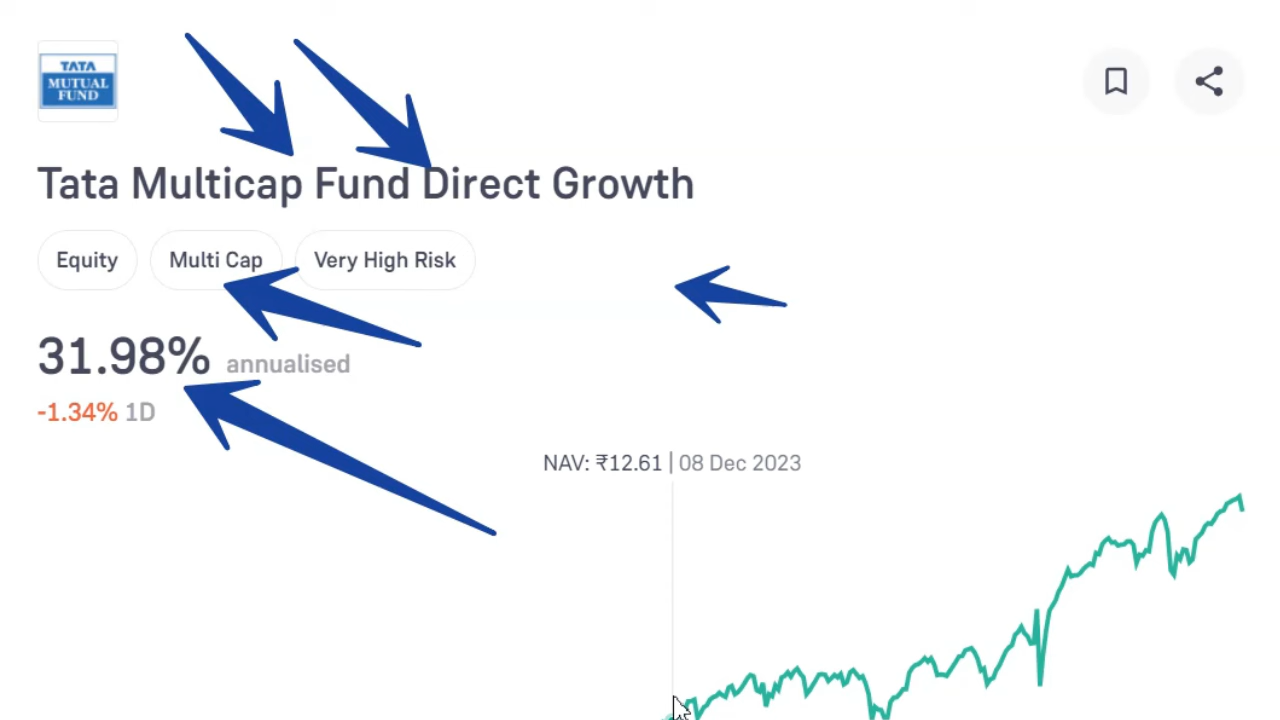 TATA
MUTUAL
FUND
Tata Multicap Fund Direct Growth
Equity
Multi Cap
Very High Risk
31.98% annualised
-1.34% 1D
NAV: ₹12.61 | 08 Dec 2023